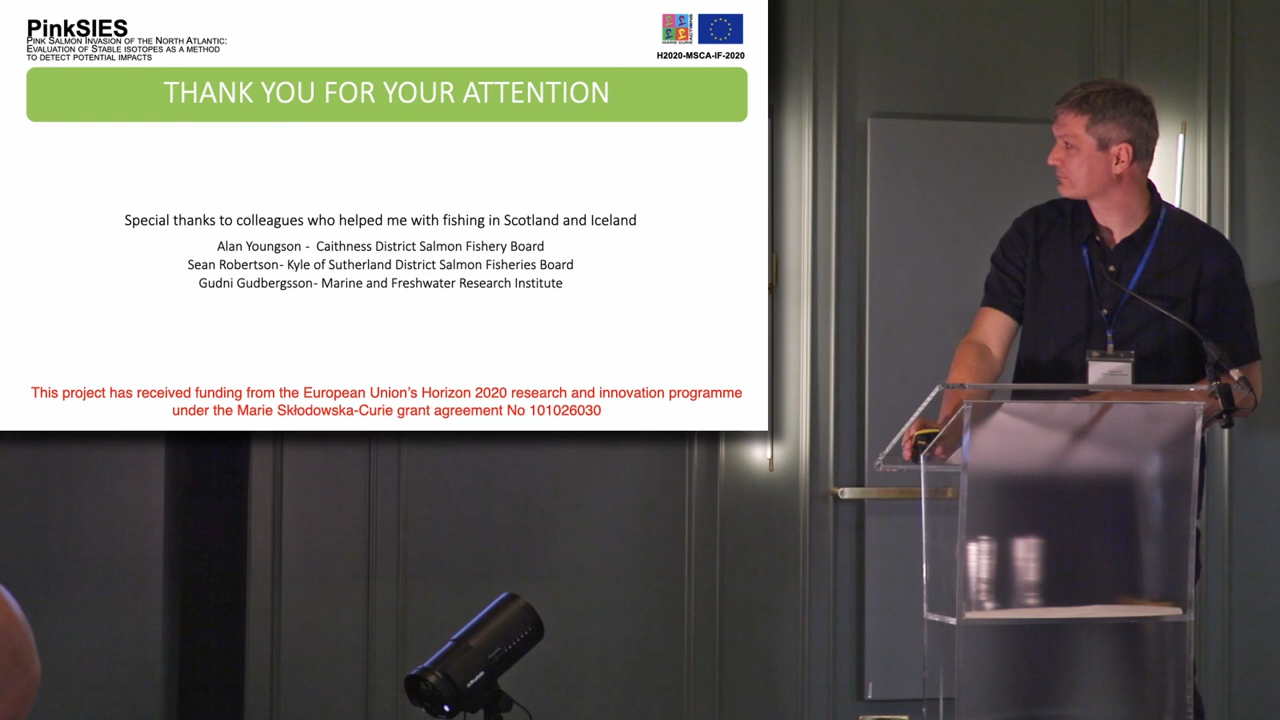 PinkSIES
Pink Salmon Invasion of the North Atlantic:
Evaluation of Stable isotopes as a method
to detect potential impacts
H2020-MSCA-IF-2020
THANK YOU FOR YOUR ATTENTION
Special thanks to colleagues who helped me with fishing in Scotland and Iceland
Alan Youngson - Caithness District Salmon Fishery Board
Sean Robertson- Kyle of Sutherland District Salmon Fisheries Board
Gudni Gudbergsson- Marine and Freshwater Research Institute
This project has received funding from the European Union's Horizon 2020 research and innovation programme
under the Marie Skłodowska-Curie grant agreement No 101026030